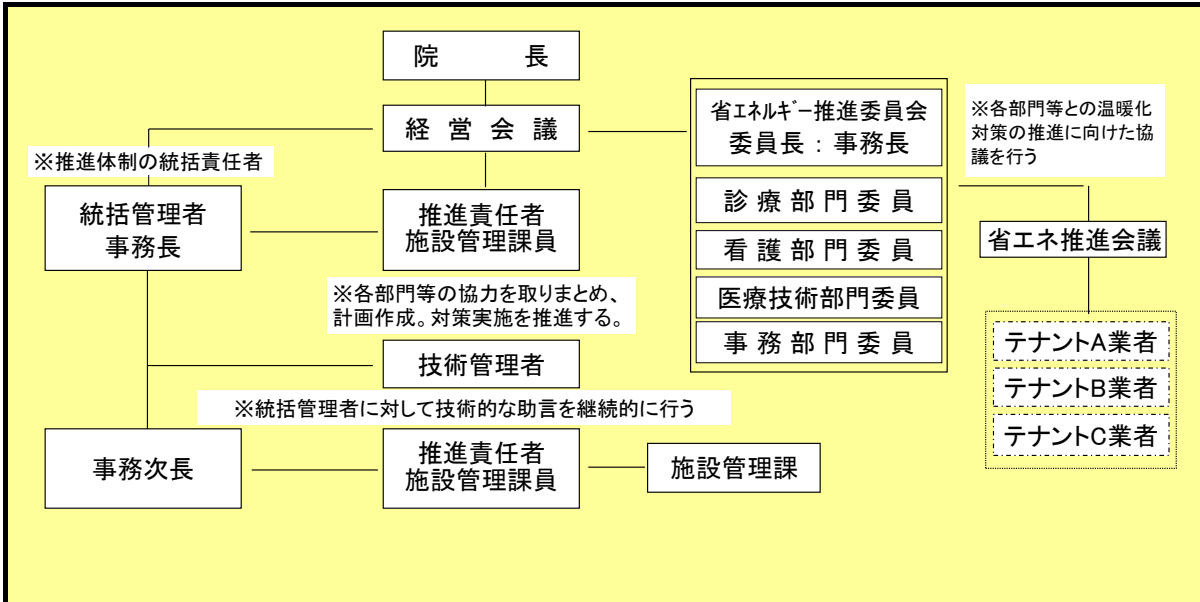 院 長
経 営 会 議
※推進体制の統括責任者
統括管理者
事務長
推進責任者
施設管理課員
※各部門等の協力を取りまとめ、
計画作成。対策実施を推進する。
技術管理者
※統括管理者に対して技術的な助言を継続的に行う
事務次長
推進責任者
施設管理課員
施設管理課
省エネルギー推進委員会
委員長 : 事務長
診 療 部 門 委 員
看 護 部 門 委 員
医療技術部門委員
事 務 部 門 委 員
※各部門等との温暖化
対策の推進に向けた協
議を行う
省エネ推進会議
テナントA業者
テナントB業者
テナントC業者